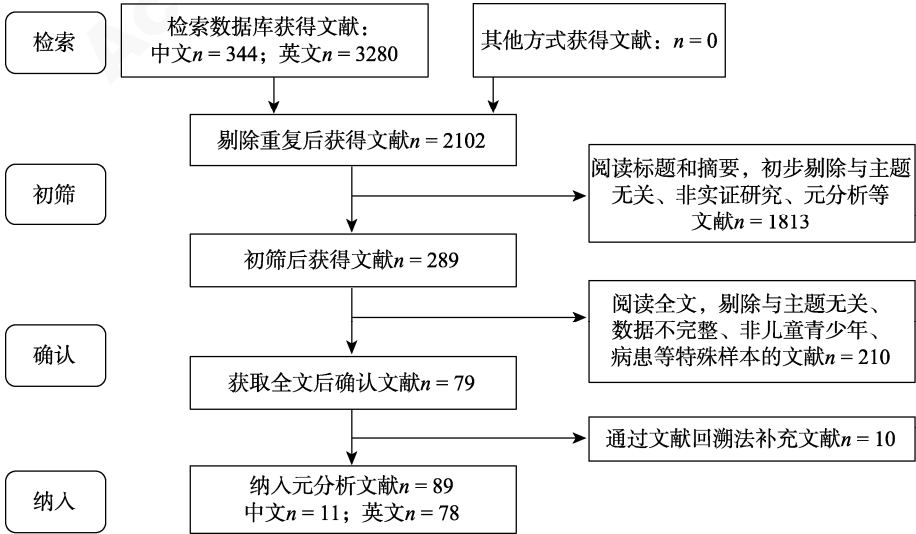 检索
检索数据库获得文献：
中文n = 344；英文n = 3280
其他方式获得文献：n = 0
剔除重复后获得文献n = 2102
初筛
阅读标题和摘要，初步剔除与主题
无关、非实证研究、元分析等
文献n = 1813
初筛后获得文献n = 289
确认
阅读全文，剔除与主题无关、
数据不完整、非儿童青少年、
病患等特殊样本的文献n = 210
获取全文后确认文献n = 79
通过文献回溯法补充文献n = 10
纳入
纳入元分析文献n = 89
中文n = 11；英文n = 78